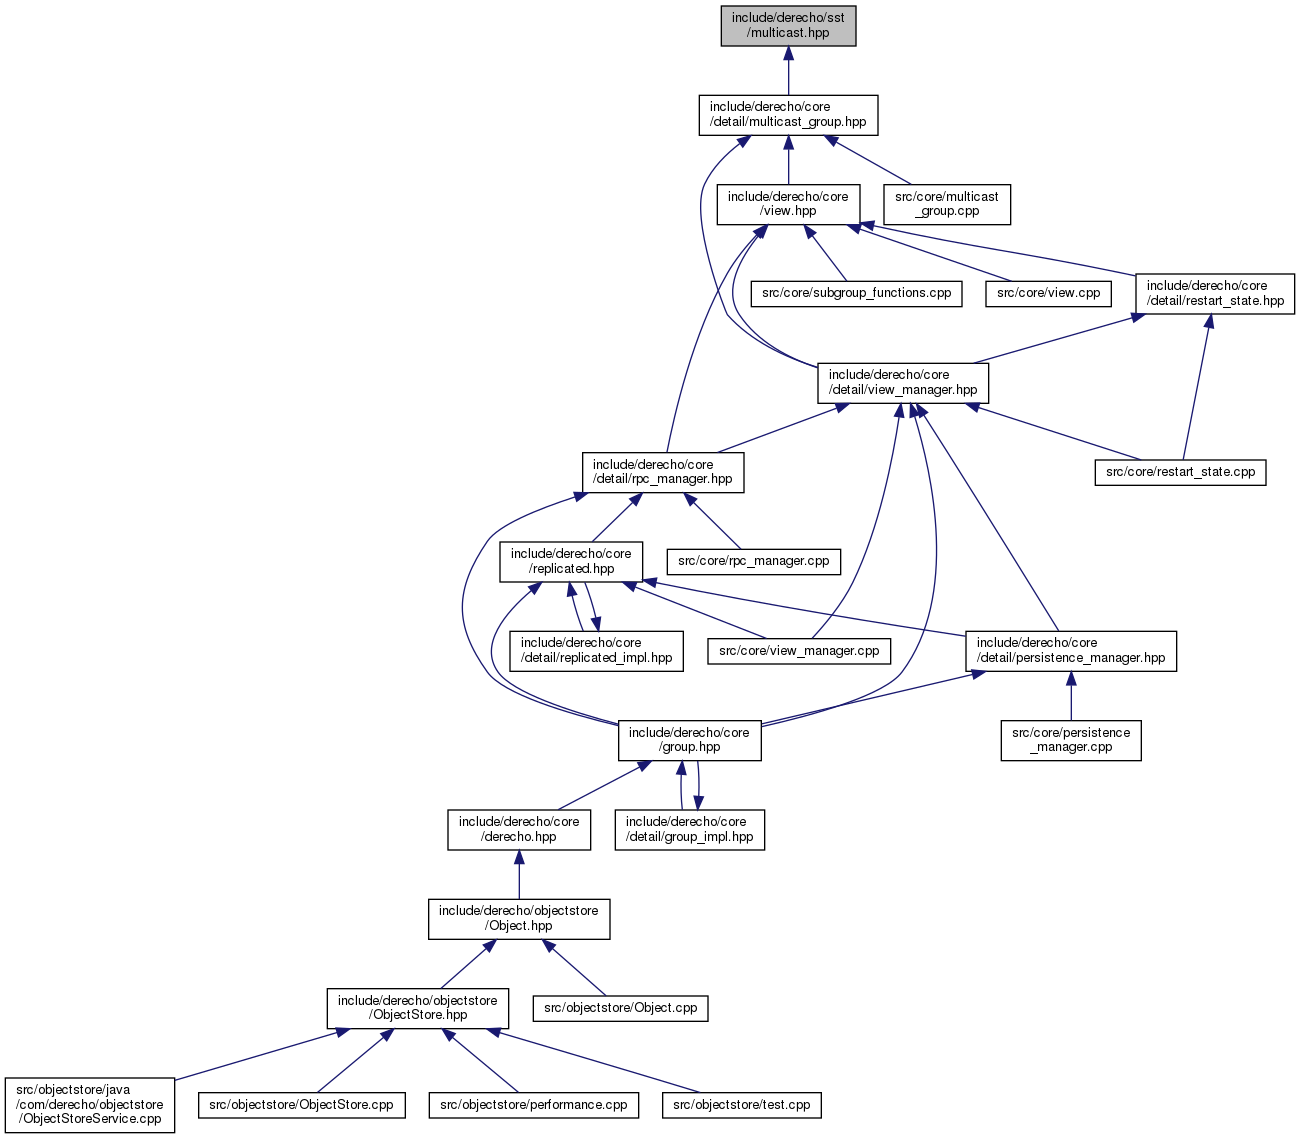 include/derecho/sst
/multicast.hpp
include/derecho/core
/detail/multicast_group.hpp
include/derecho/core
/view.hpp
src/core/multicast
_group.cpp
src/core/subgroup_functions.cpp
src/core/view.cpp
include/derecho/core
/detail/restart_state.hpp
include/derecho/core
/detail/view_manager.hpp
include/derecho/core
/detail/rpc_manager.hpp
src/core/restart_state.cpp
include/derecho/core
/replicated.hpp
src/core/rpc_manager.cpp
include/derecho/core
/detail/replicated_impl.hpp
src/core/view_manager.cpp
include/derecho/core
/detail/persistence_manager.hpp
include/derecho/core
/group.hpp
src/core/persistence
_manager.cpp
include/derecho/core
/derecho.hpp
include/derecho/core
/detail/group_impl.hpp
include/derecho/objectstore
/Object.hpp
include/derecho/objectstore
/ObjectStore.hpp
src/objectstore/Object.cpp
src/objectstore/java
/com/derecho/objectstore
/ObjectStoreService.cpp
src/objectstore/ObjectStore.cpp
src/objectstore/performance.cpp
src/objectstore/test.cpp